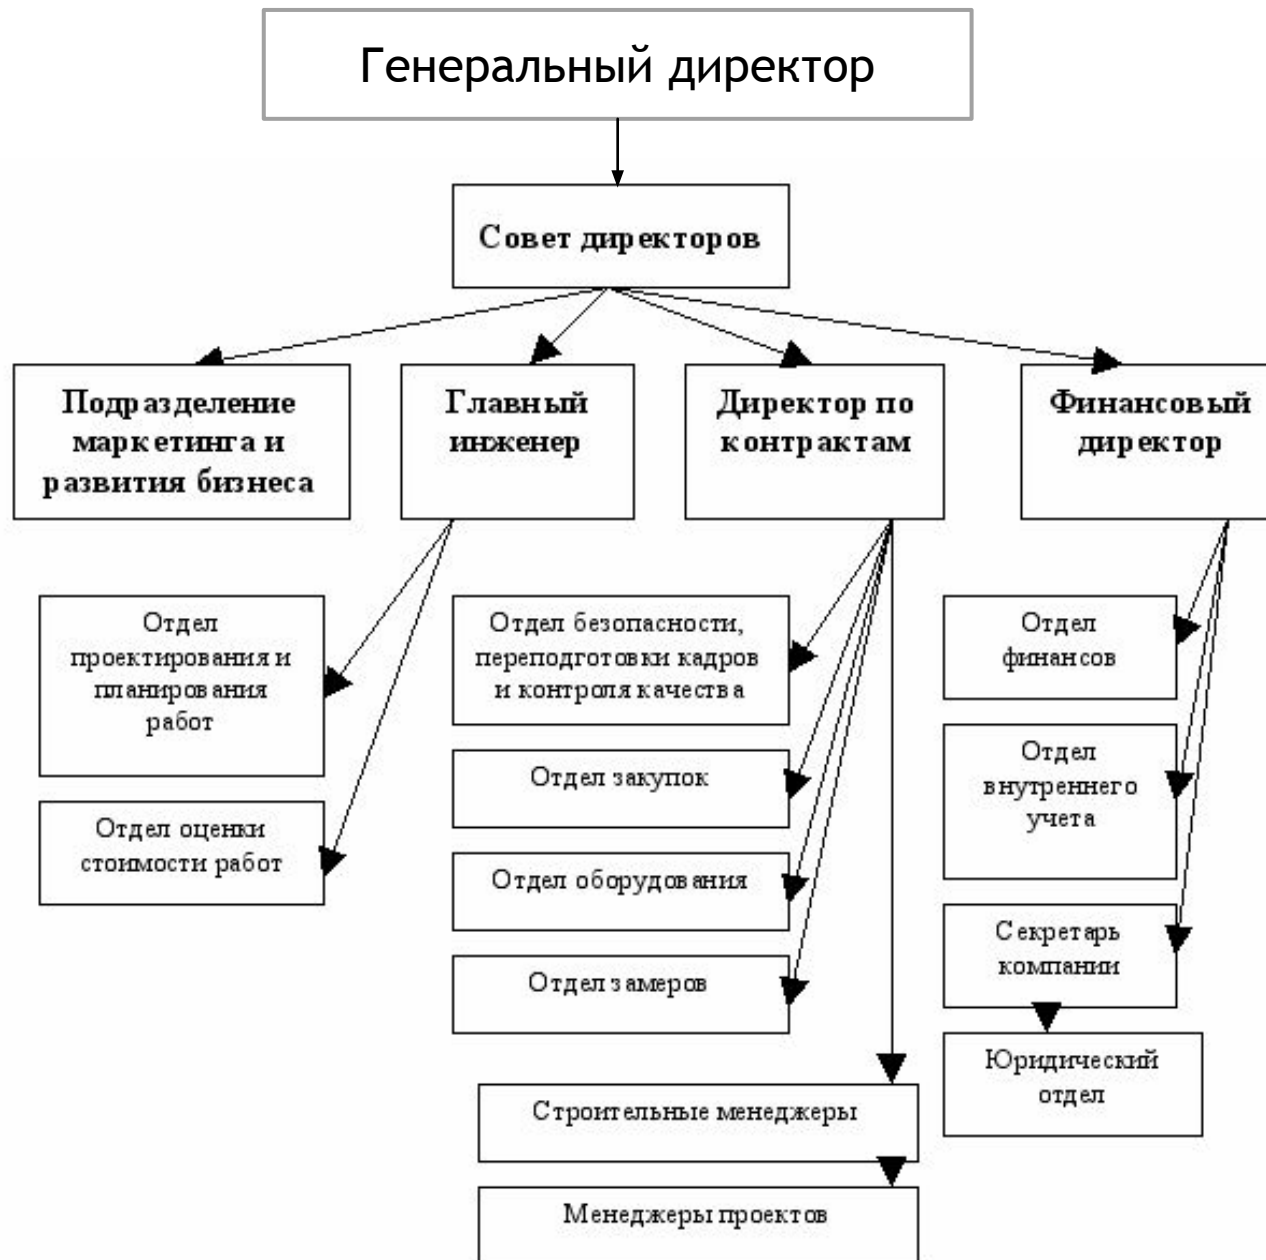 Генеральный директор
Совет директоров
Подразделение
маркетинга и
развития бизнеса
Главный
инженер
Директор по
контрактам
Финансовый
директор
Отдел
проектирования и
планирования
работ
Отдел оценки
стоимости работ
Отдел безопасности,
переподготовки кадров
и контроля качества
Отдел закупок
Отдел оборудования
Отдел замеров
Строительные менеджеры
Менеджеры проектов
Отдел
финансов
Отдел
внутреннего
учета
Секретарь
компании
Юридический
отдел